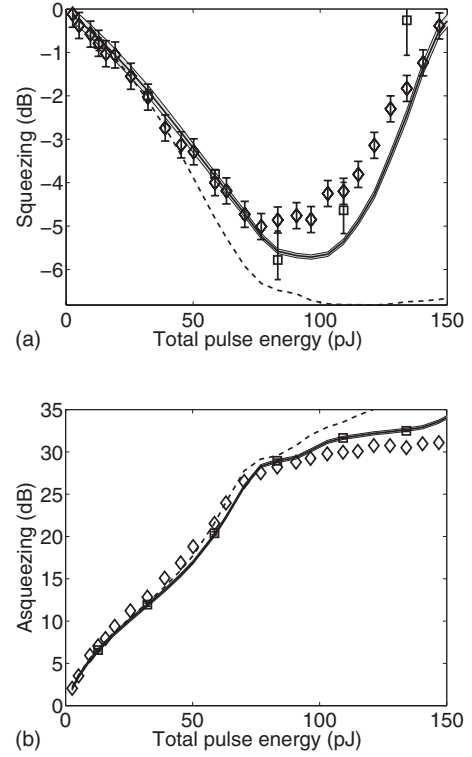 0
−1
−2
−3
−4
−5
−6
Squeezing (dB)
0 50 100 150
(a) Total pulse energy (pJ)
35
30
25
20
15
10
5
0
Asqueezing (dB)
0 50 100 150
(b) Total pulse energy (pJ)